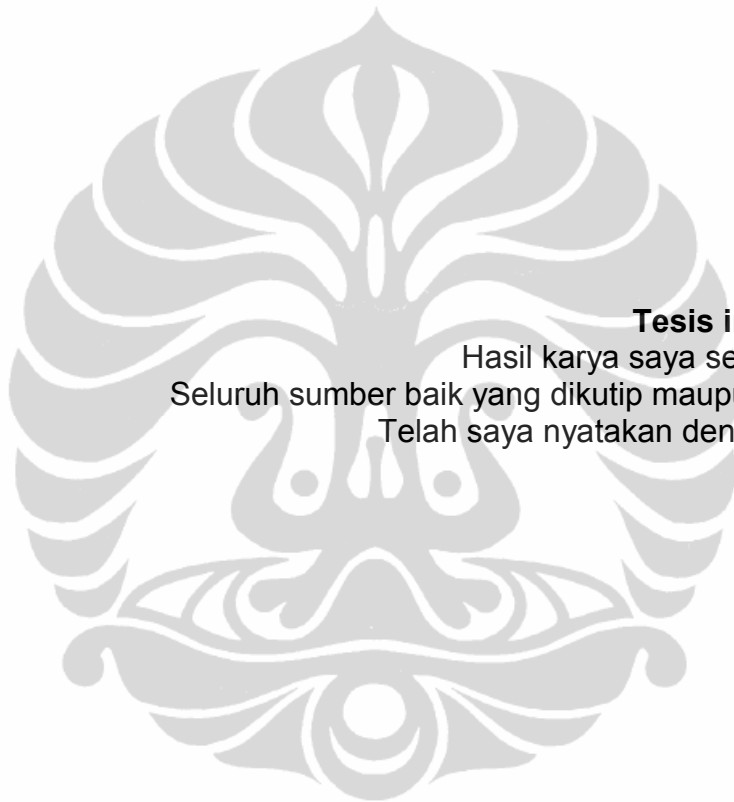 Tesis i
Hasil karya saya se
Seluruh sumber baik yang dikutip maupu
Telah saya nyatakan den